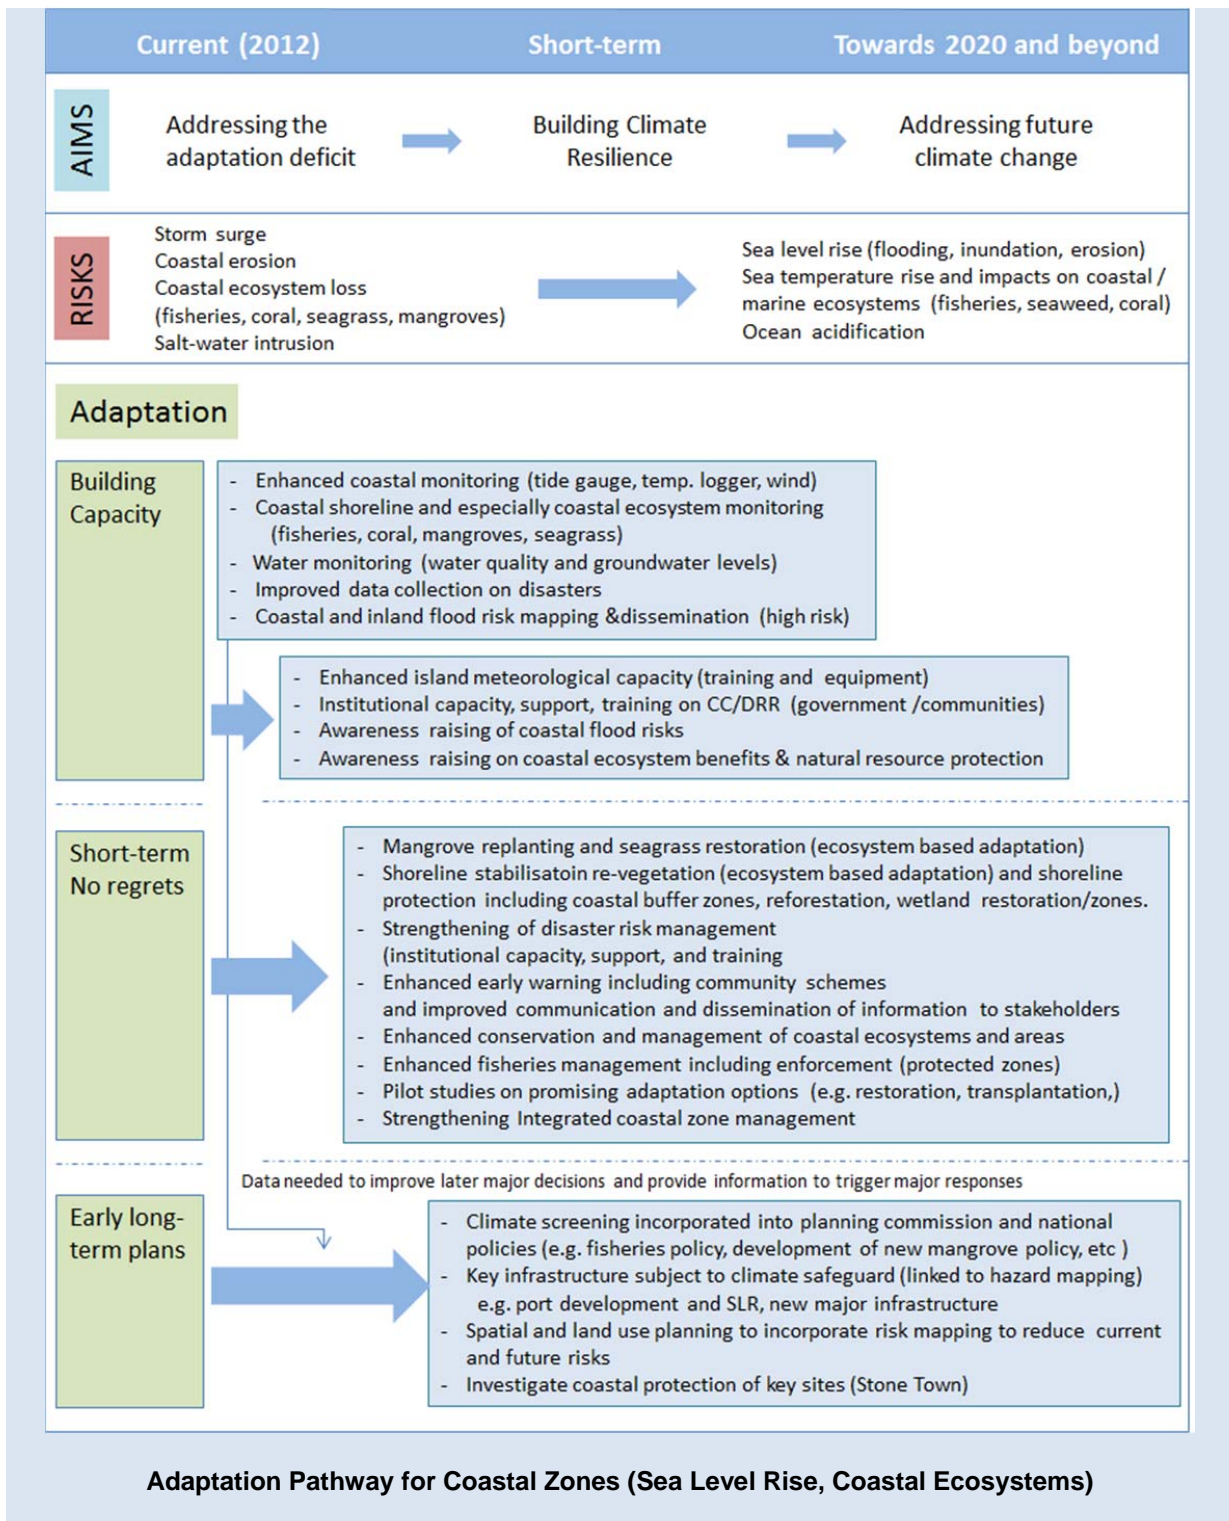 Current (2012) Short-term Towards 2020 and beyond
AIMS
Addressing the
adaptation deficit
Building Climate
Resilience
Addressing future
climate change
RISKS
Storm surge
Coastal erosion
Coastal ecosystem loss
(fisheries, coral, seagrass, mangroves)
Salt-water intrusion
Sea level rise (flooding, inundation, erosion)
Sea temperature rise and impacts on coastal /
marine ecosystems (fisheries, seaweed, coral)
Ocean acidification
Adaptation
Building
Capacity
- Enhanced coastal monitoring (tide gauge, temp. logger, wind)
- Coastal shoreline and especially coastal ecosystem monitoring
(fisheries, coral, mangroves, seagrass)
- Water monitoring (water quality and groundwater levels)
- Improved data collection on disasters
- Coastal and inland flood risk mapping &dissemination (high risk)
- Enhanced island meteorological capacity (training and equipment)
- Institutional capacity, support, training on CC/DRR (government /communities)
- Awareness raising of coastal flood risks
- Awareness raising on coastal ecosystem benefits & natural resource protection
Short-term
No regrets
- Mangrove replanting and seagrass restoration (ecosystem based adaptation)
- Shoreline stabilisatoin re-vegetation (ecosystem based adaptation) and shoreline
protection including coastal buffer zones, reforestation, wetland restoration/zones.
- Strengthening of disaster risk management
(institutional capacity, support, and training
- Enhanced early warning including community schemes
and improved communication and dissemination of information to stakeholders
- Enhanced conservation and management of coastal ecosystems and areas
- Enhanced fisheries management including enforcement (protected zones)
- Pilot studies on promising adaptation options (e.g. restoration, transplantation,)
- Strengthening Integrated coastal zone management
Data needed to improve later major decisions and provide information to trigger major responses
Early long-
term plans
- Climate screening incorporated into planning commission and national
policies (e.g. fisheries policy, development of new mangrove policy, etc )
- Key infrastructure subject to climate safeguard (linked to hazard mapping)
e.g. port development and SLR, new major infrastructure
- Spatial and land use planning to incorporate risk mapping to reduce current
and future risks
- Investigate coastal protection of key sites (Stone Town)
Adaptation Pathway for Coastal Zones (Sea Level Rise, Coastal Ecosystems)